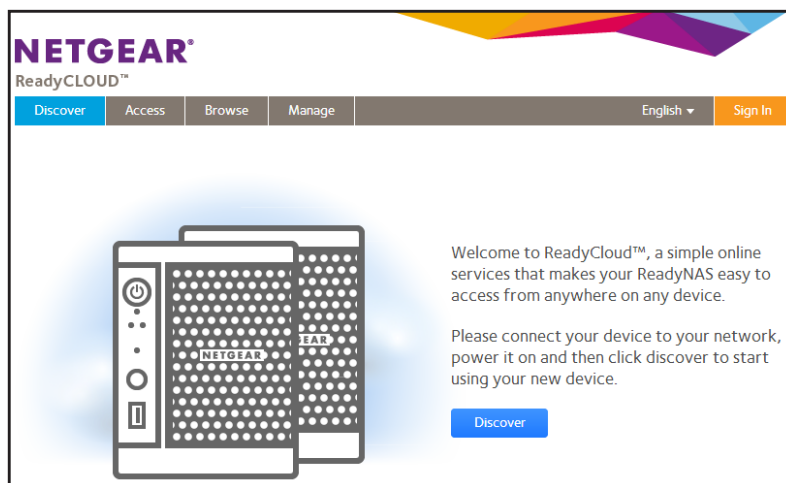 NETGEAR®
ReadyCLOUD™
Discover Access Browse Manage English Sign In
Welcome to ReadyCloud™, a simple online
services that makes your ReadyNAS easy to
access from anywhere on any device.
Please connect your device to your network,
power it on and then click discover to start
using your new device.
Discover
NETGEAR
EAR